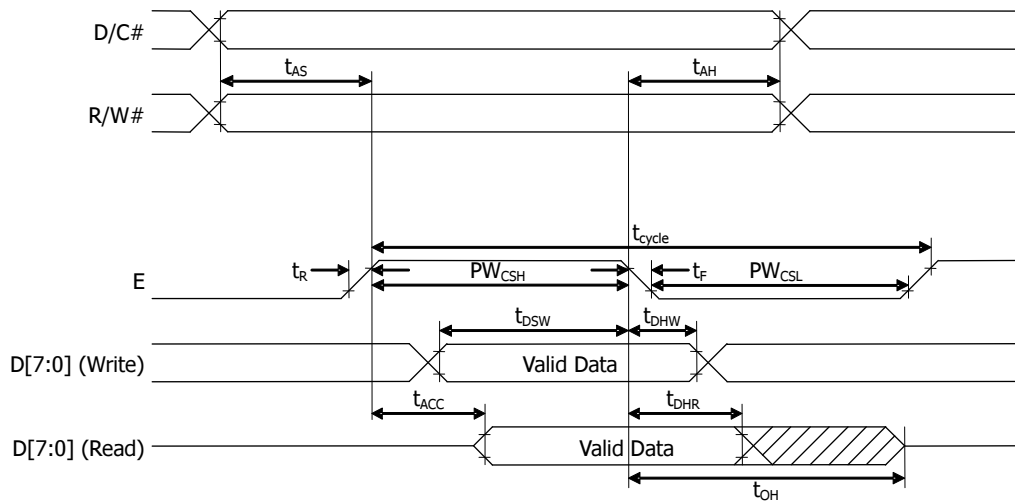 D/C#
tAS
tAH
R/W#
tcycle
tR
PWCSH
tF
PWCSL
E
tDSW
tDHW
D[7:0] (Write)
Valid Data
tACC
tDHR
D[7:0] (Read)
Valid Data
tOH